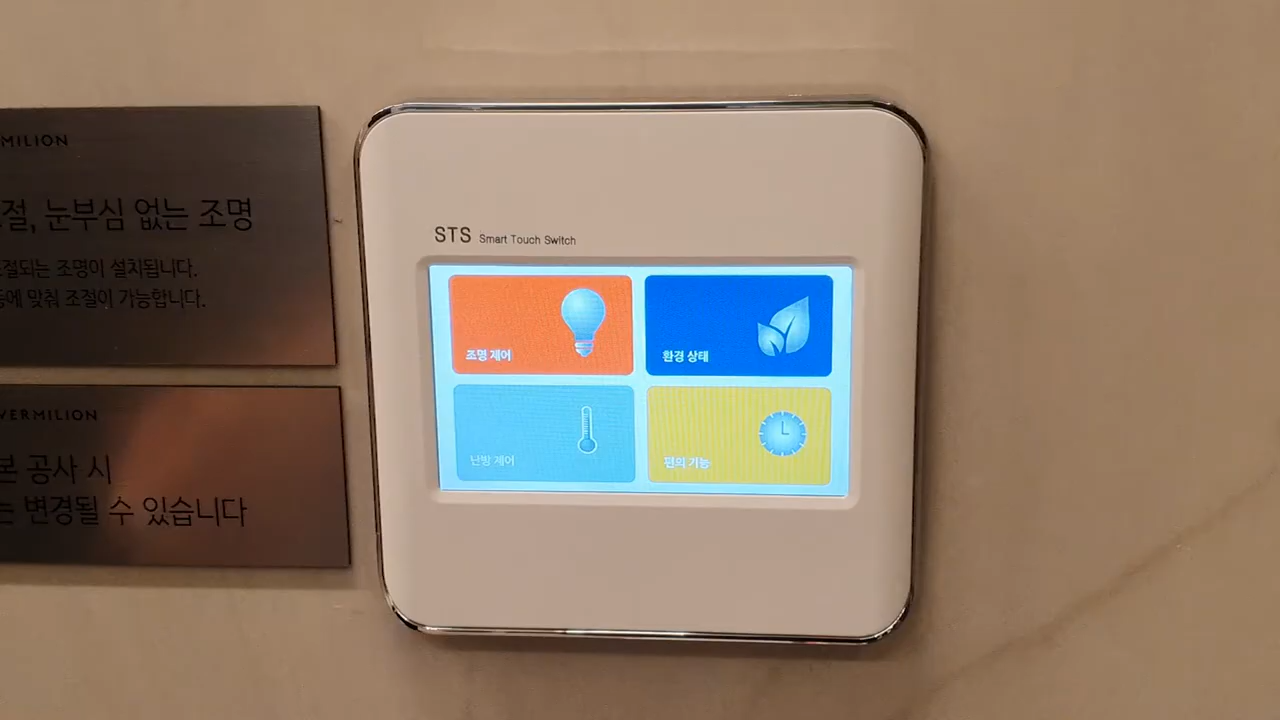 MILION
절, 눈부심 없는 조명
절되는 조명이 설치됩니다.
등에 맞춰 조절이 가능합니다.
VERMILION
본 공사 시
는 변경될 수 있습니다
STS Smart Touch Switch
조명 제어
환경 상태
난방 제어
편의 기능